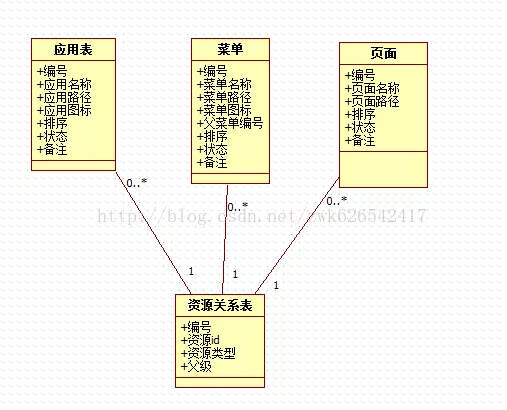 应用表
+编号
+应用名称
+应用路径
+应用图标
+排序
+状态
+备注
菜单
+编号
+菜单名称
+菜单路径
+菜单图标
+父菜单编号
+排序
+状态
+备注
页面
+编号
+页面名称
+页面路径
+排序
+状态
+备注
0..*
0..*
0..*
http://blog.csdn.net/zwk626542417
1
1
1
资源关系表
+编号
+资源id
+资源类型
+父级